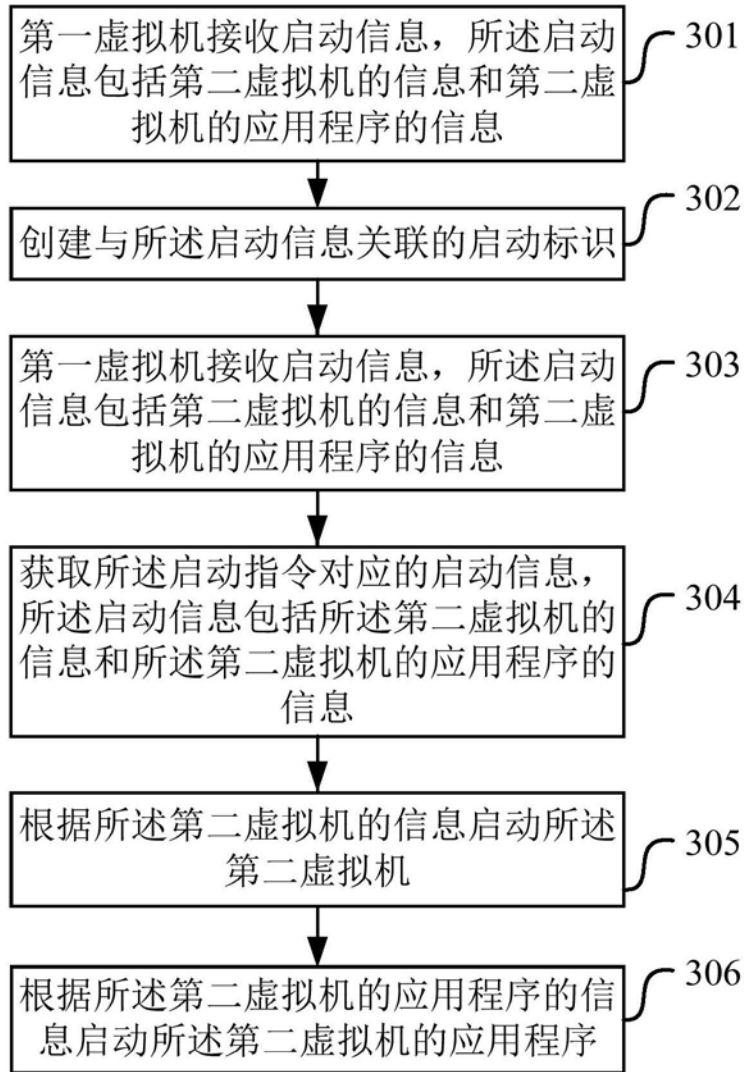 第一虚拟机接收启动信息，所述启动
信息包括第二虚拟机的信息和第二虚
拟机的应用程序的信息
301
创建与所述启动信息关联的启动标识
302
第一虚拟机接收启动信息，所述启动
信息包括第二虚拟机的信息和第二虚
拟机的应用程序的信息
303
获取所述启动指令对应的启动信息，
所述启动信息包括所述第二虚拟机的
信息和所述第二虚拟机的应用程序的
信息
304
根据所述第二虚拟机的信息启动所述
第二虚拟机
305
根据所述第二虚拟机的应用程序的信
息启动所述第二虚拟机的应用程序
306